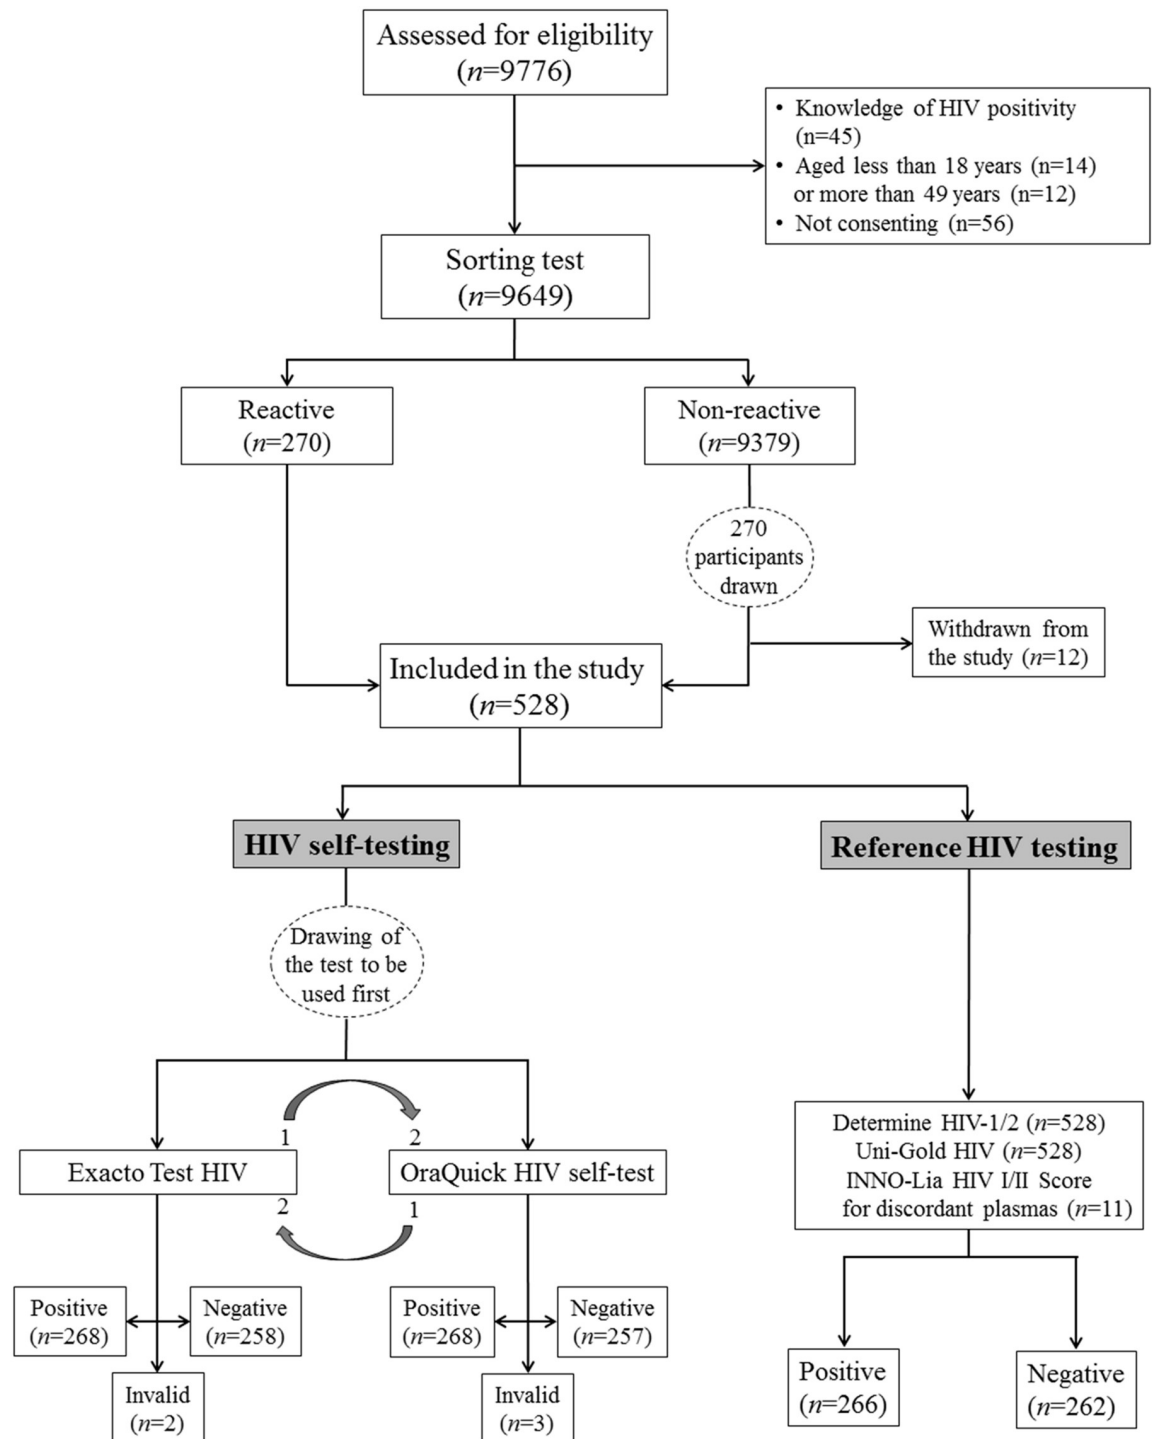 Assessed for eligibility
(n=9776)
• Knowledge of HIV positivity
(n=45)
• Aged less than 18 years (n=14)
or more than 49 years (n=12)
• Not consenting (n=56)
Sorting test
(n=9649)
Reactive
(n=270)
Non-reactive
(n=9379)
270
participants
drawn
Withdrawn from
the study (n=12)
Included in the study
(n=528)
HIV self-testing
Reference HIV testing
Drawing of
the test to be
used first
1
2
Exacto Test HIV
OraQuick HIV self-test
2
1
Determine HIV-1/2 (n=528)
Uni-Gold HIV (n=528)
INNO-Lia HIV I/II Score
for discordant plasmas (n=11)
Positive
(n=268)
Negative
(n=258)
Invalid
(n=2)
Positive
(n=268)
Negative
(n=257)
Invalid
(n=3)
Positive
(n=266)
Negative
(n=262)